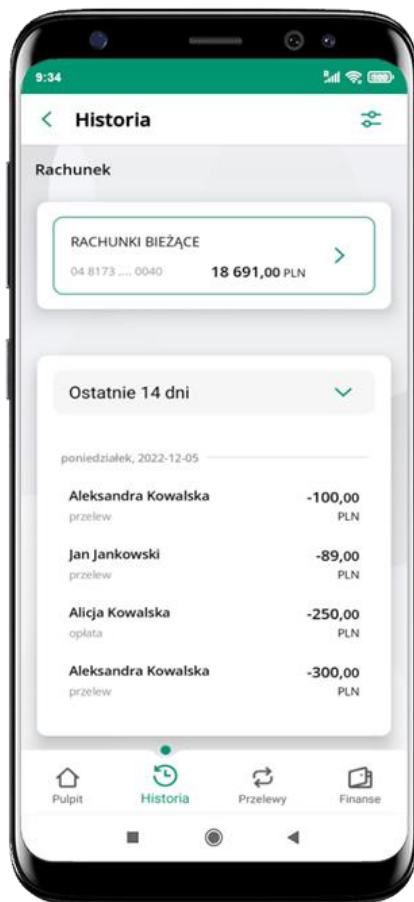 9:34
Historia
Rachunek
RACHUNKI BIEŻĄCE
04 8173 .... 0040 18 691,00 PLN
Ostatnie 14 dni
poniedziałek, 2022-12-05
Aleksandra Kowalska -100,00
przelew PLN
Jan Jankowski -89,00
przelew PLN
Alicja Kowalska -250,00
opłata PLN
Aleksandra Kowalska -300,00
przelew PLN
Pulpit Historia Przelewy Finanse